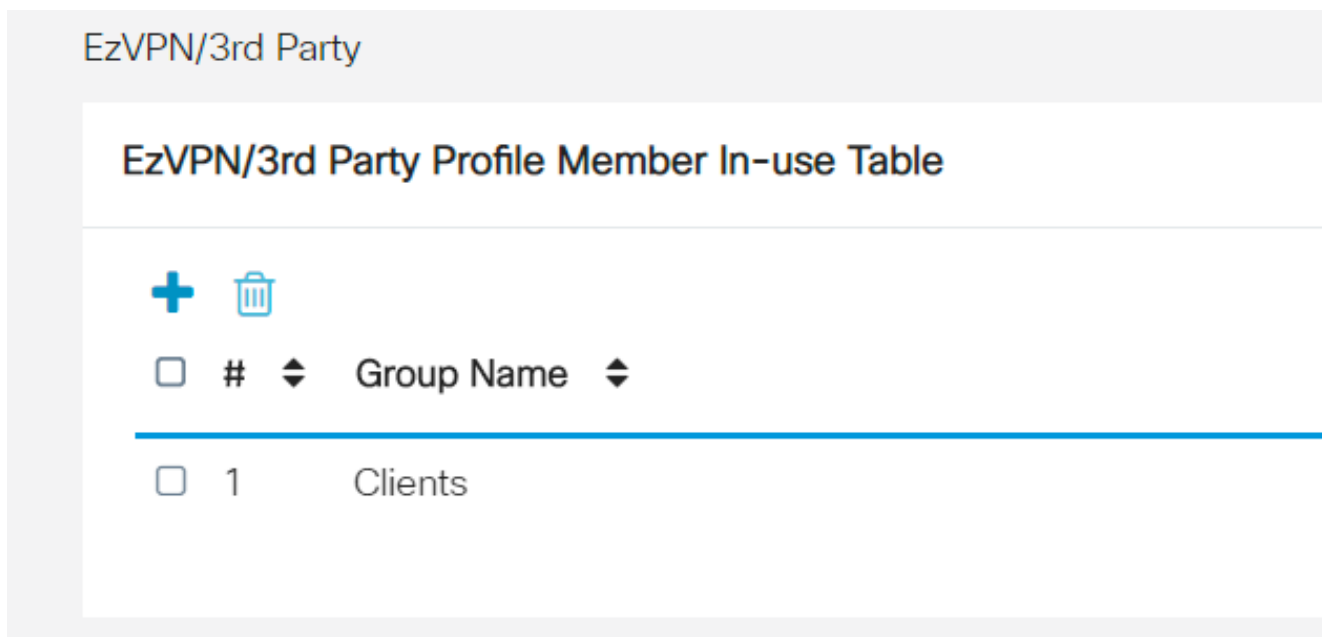 EzVPN/3rd Party
EzVPN/3rd Party Profile Member In-use Table
# Group Name
1 Clients